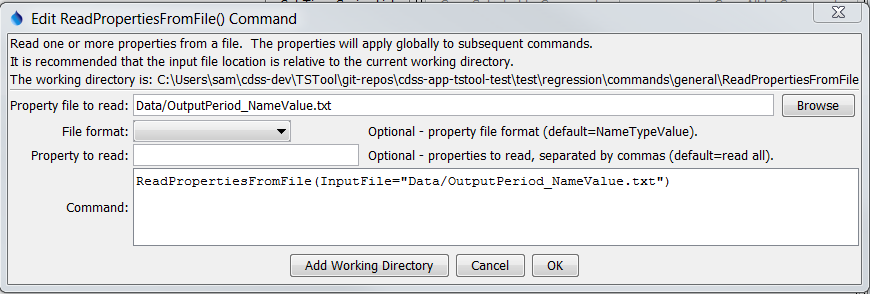 Edit ReadPropertiesFromFile() Command
Read one or more properties from a file. The properties will apply globally to subsequent commands.
It is recommended that the input file location is relative to the current working directory.
The working directory is: C:\Users\sam\cdss-dev\TSTool\git-repos\cdss-app-tstool-test\test\regression\commands\general\ReadPropertiesFromFile
Property file to read: Data/OutputPeriod_NameValue.txt Browse
File format: Optional - property file format (default=NameTypeValue).
Property to read: Optional - properties to read, separated by commas (default=read all).
Command: ReadPropertiesFromFile(InputFile="Data/OutputPeriod_NameValue.txt")
Add Working Directory Cancel OK